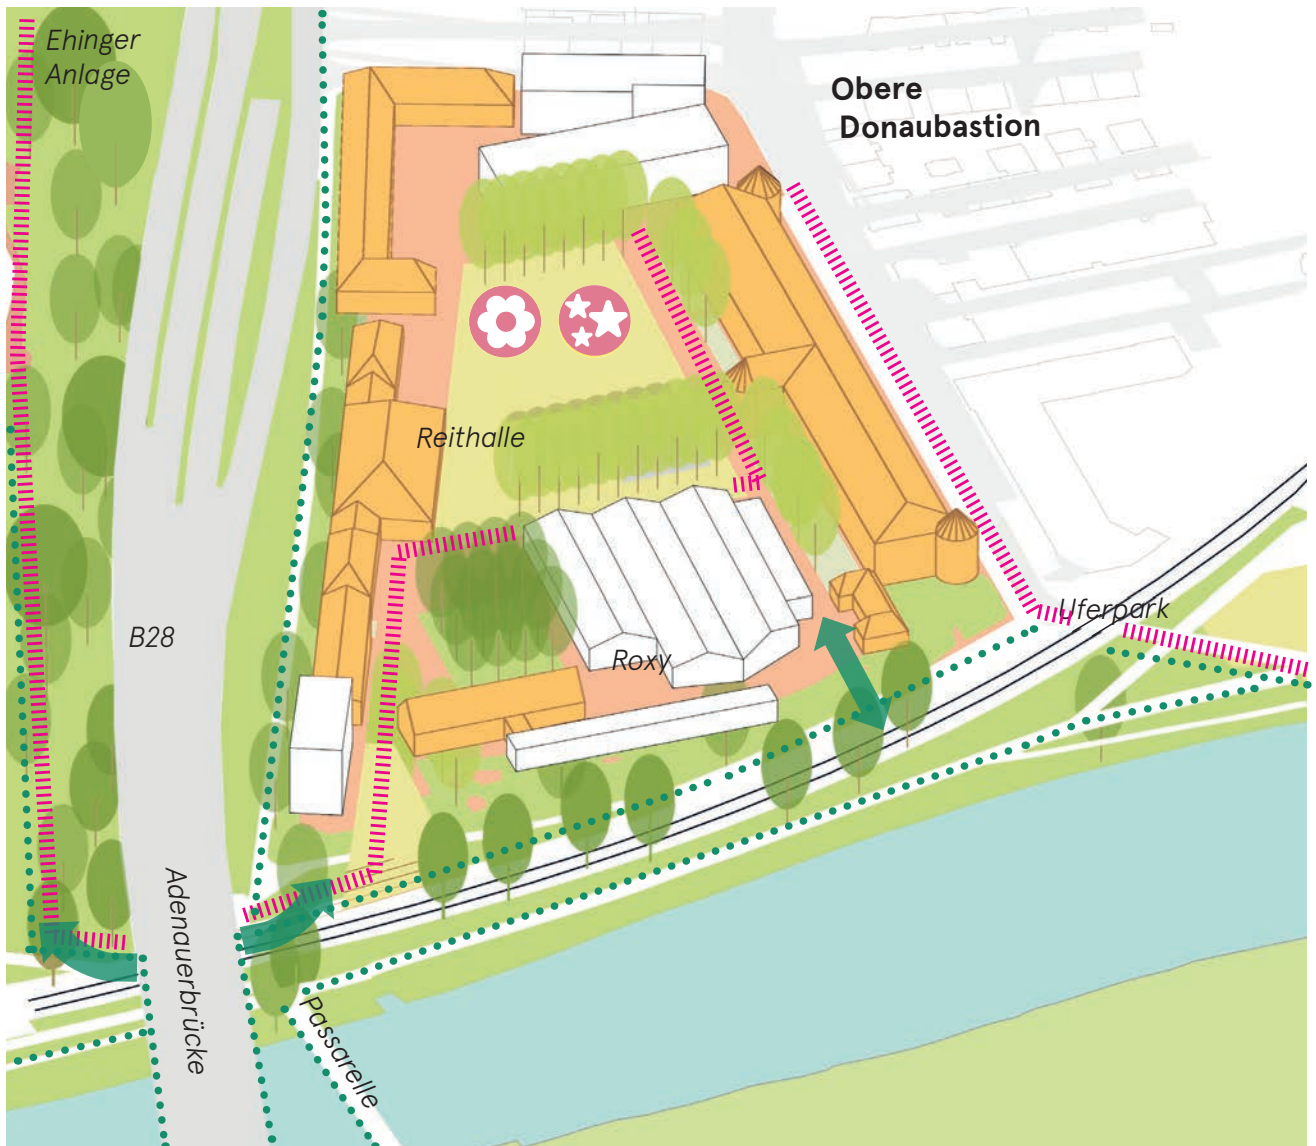 Ehinger
Anlage
Obere
Donaubastion
Reithalle
Uferpark
B28
Roxy
Adenauerbrücke
Passarelle